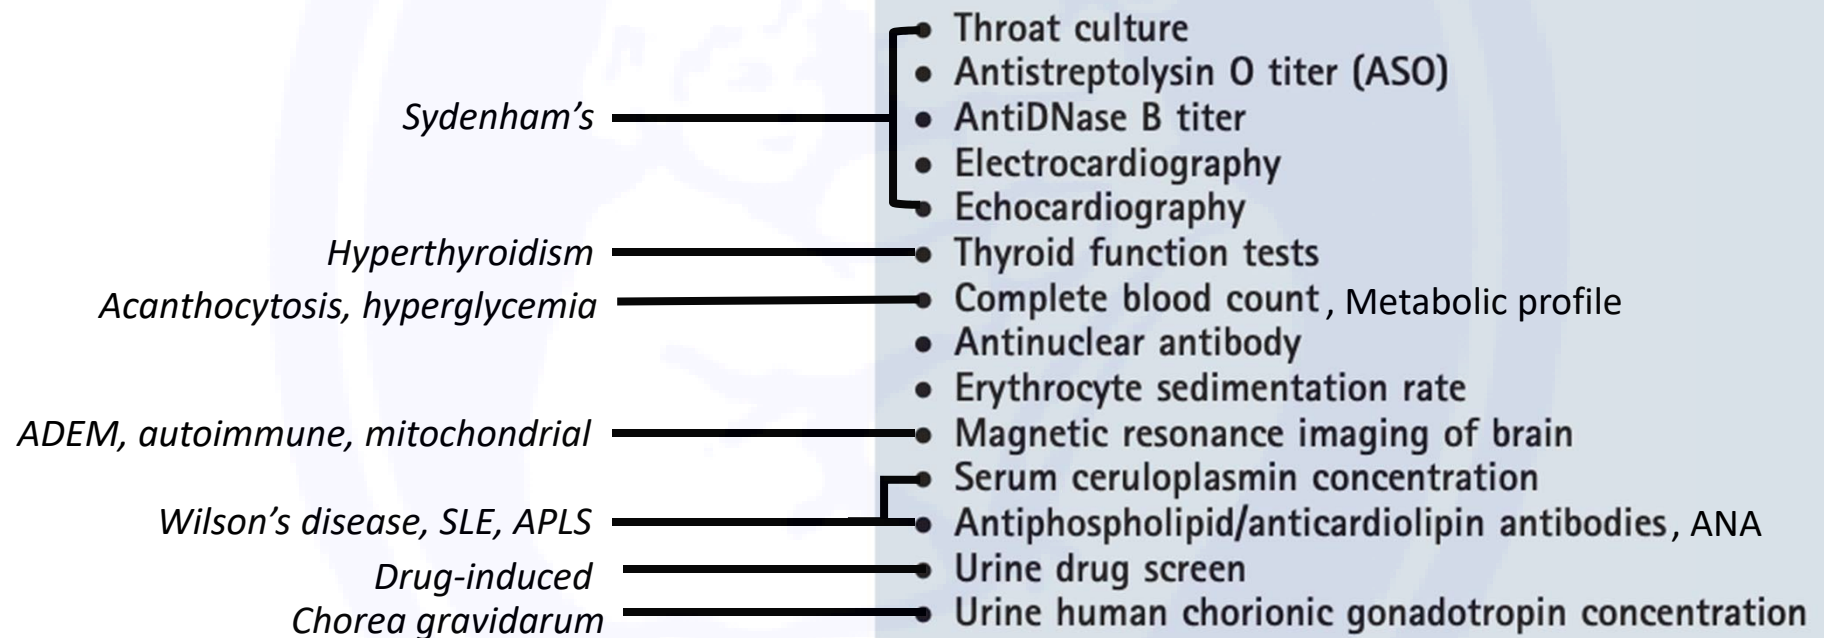 • Throat culture
• Antistreptolysin O titer (ASO)
Sydenham’s • AntiDNase B titer
• Electrocardiography
• Echocardiography
Hyperthyroidism • Thyroid function tests
Acanthocytosis, hyperglycemia • Complete blood count, Metabolic profile
• Antinuclear antibody
• Erythrocyte sedimentation rate
ADEM, autoimmune, mitochondrial • Magnetic resonance imaging of brain
• Serum ceruloplasmin concentration
Wilson’s disease, SLE, APLS • Antiphospholipid/anticardiolipin antibodies, ANA
Drug-induced • Urine drug screen
Chorea gravidarum • Urine human chorionic gonadotropin concentration